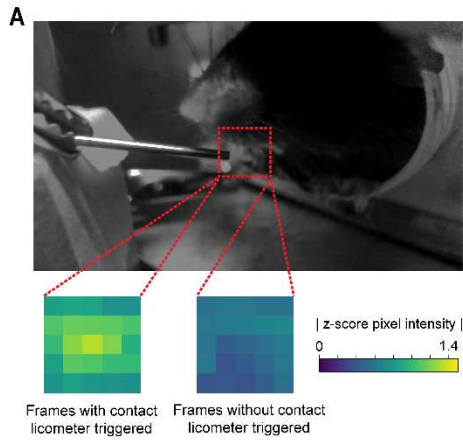 A
| z-score pixel intensity |
0 1.4
Frames with contact
licometer triggered
Frames without contact
licometer triggered